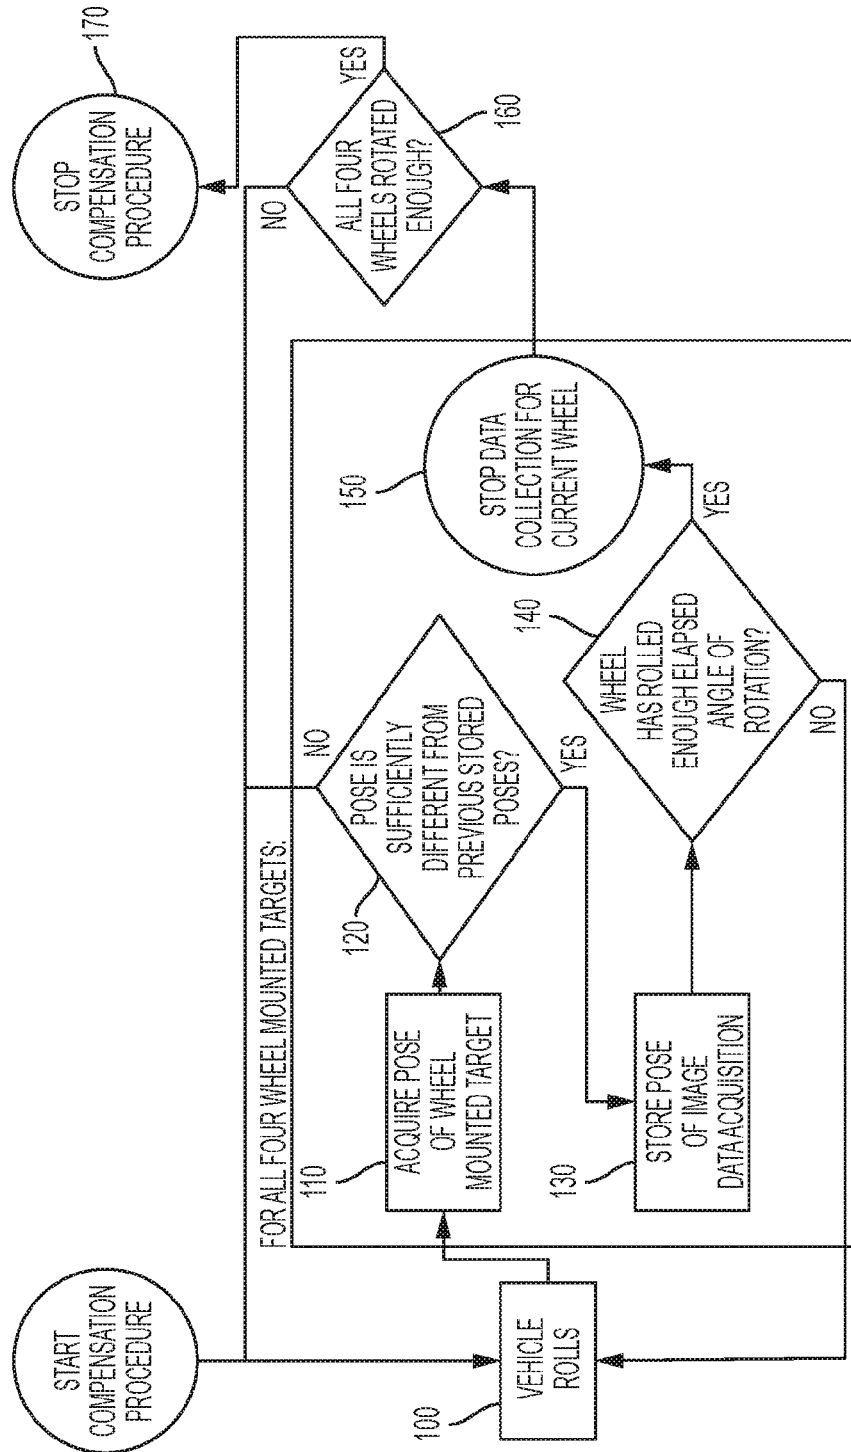 START
COMPENSATION
PROCEDURE
100
VEHICLE
ROLLS
FOR ALL FOUR WHEEL MOUNTED TARGETS:
110
ACQUIRE POSE
OF WHEEL
MOUNTED TARGET
120
POSE IS
SUFFICIENTLY
DIFFERENT FROM
PREVIOUS STORED
POSES?
NO
YES
130
STORE POSE
OF IMAGE
DATA ACQUISITION
140
WHEEL
HAS ROLLED
ENOUGH ELAPSED
ANGLE OF
ROTATION?
NO
YES
150
STOP DATA
COLLECTION FOR
CURRENT WHEEL
160
ALL FOUR
WHEELS ROTATED
ENOUGH?
NO
YES
170
STOP
COMPENSATION
PROCEDURE